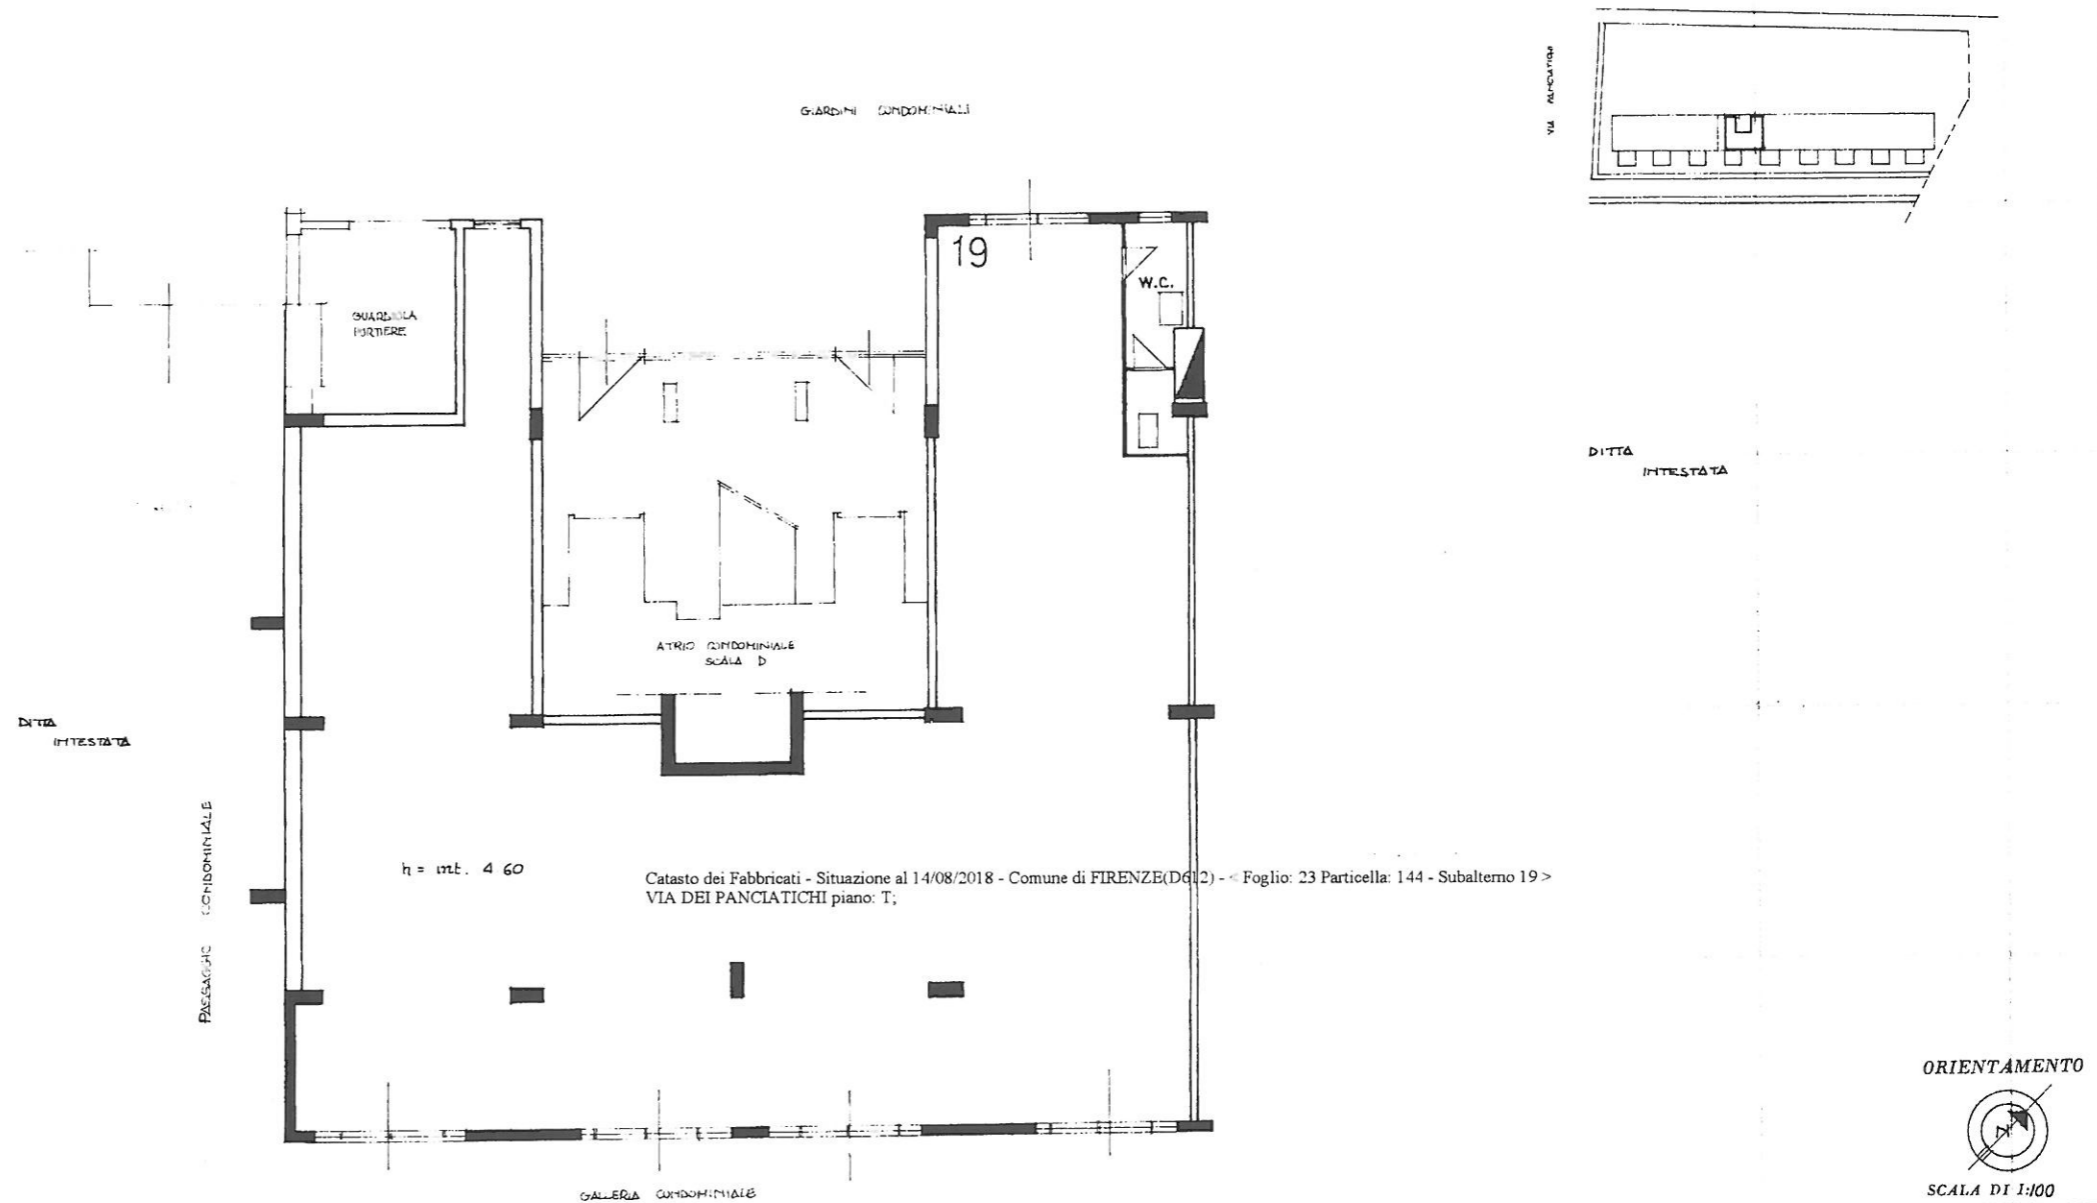 GIARDINI CONDOMINIALI
VIA PANCIATICHI
19
W.C.
GUARDIOLA
PORTIERE
DITTA
INTESTATA
ATRIO CONDOMINIALE
SCALA D
DITTA
INTESTATA
PASSAGGIO CONDOMINIALE
h = mt. 4 60
Catasto dei Fabbricati - Situazione al 14/08/2018 - Comune di FIRENZE(D612) - < Foglio: 23 Particella: 144 - Subalterno 19 >
VIA DEI PANCIATICHI piano: T;
ORIENTAMENTO
N
SCALA DI 1:100
GALLERIA CONDOMINIALE